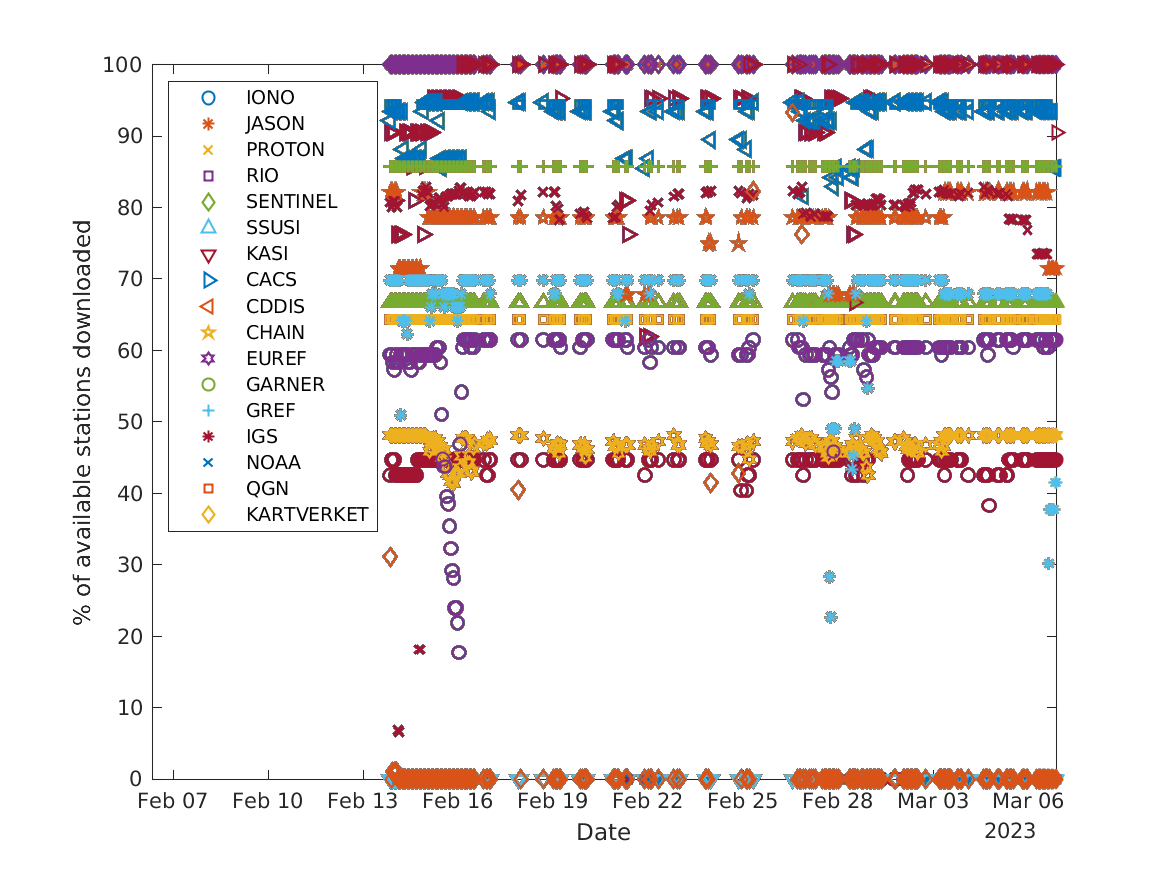 100
90
80
70
60
50
40
30
20
10
0
% of available stations downloaded
IONO
JASON
PROTON
RIO
SENTINEL
SSUSI
KASI
CACS
CDDIS
CHAIN
EUREF
GARNER
GREF
IGS
NOAA
QGN
KARTVERKET
Feb 07 Feb 10 Feb 13 Feb 16 Feb 19 Feb 22 Feb 25 Feb 28 Mar 03 Mar 06
Date
2023